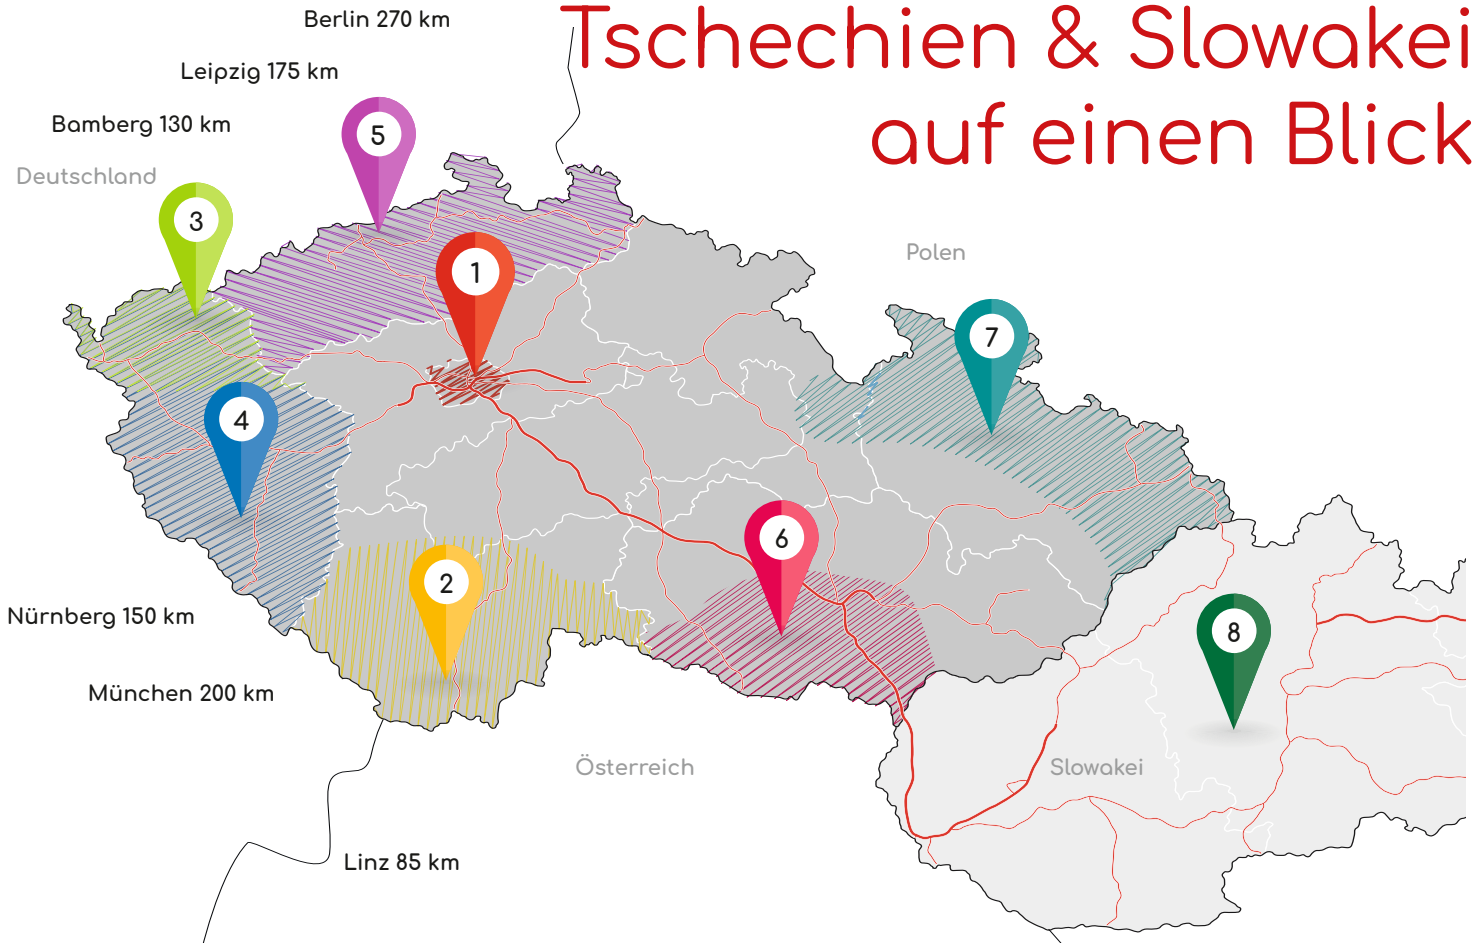 Berlin 270 km
Tschechien & Slowakei
auf einen Blick
Leipzig 175 km
Bamberg 130 km
5
Deutschland
3
Polen
1
7
4
6
2
Nürnberg 150 km
8
München 200 km
Österreich
Slowakei
Linz 85 km